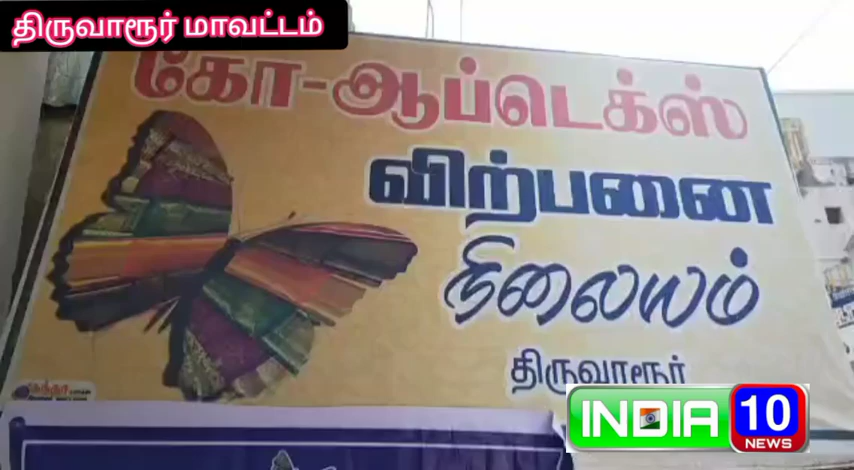 திருவாரூர் மாவட்டம்
கோ-ஆப்டெக்ஸ்
விற்பனை
நிலையம்
திருவாரூர்
INDIA 10
NEWS